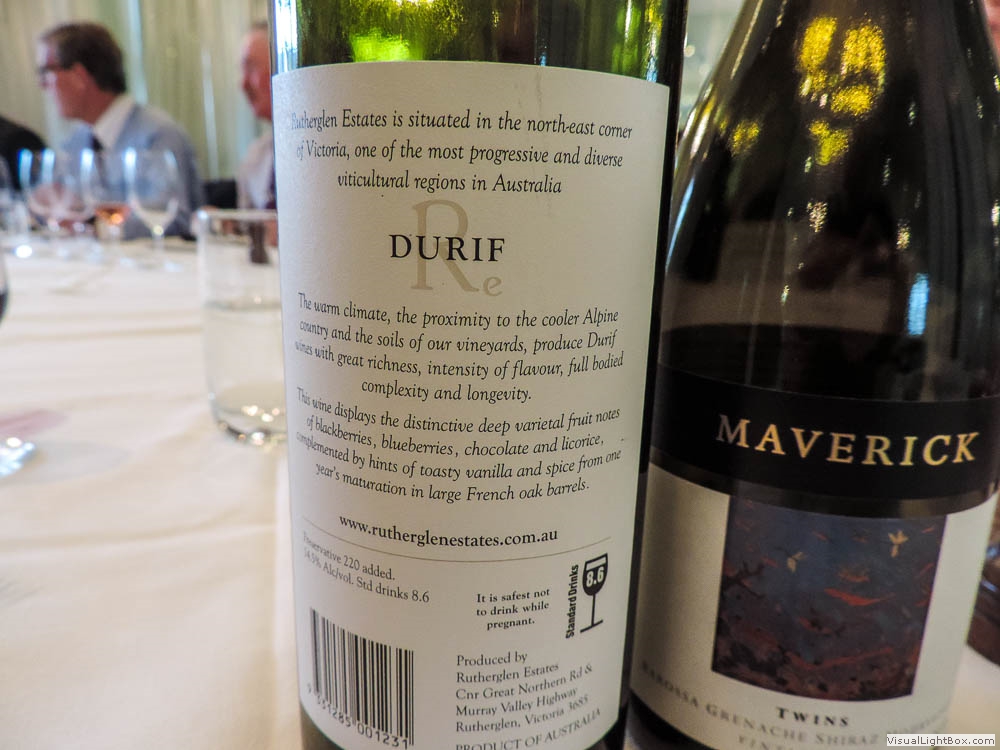 Rutherglen Estates is situated in the north-east corner
of Victoria, one of the most progressive and diverse
viticultural regions in Australia
Re
DURIF
The warm climate, the proximity to the cooler Alpine
country and the soils of our vineyards, produce Durif
wines with great richness, intensity of flavour, full bodied
complexity and longevity.
This wine displays the distinctive deep varietal fruit notes
of blackberries, blueberries, chocolate and licorice,
complemented by hints of toasty vanilla and spice from one
year's maturation in large French oak barrels.
www.rutherglenestates.com.au
Preservative 220 added.
14.5% Alc/vol. Std drinks 8.6
It is safest not
to drink while
pregnant.
Standard Drinks
8.6
Produced by
Rutherglen Estates
Cnr Great Northern Rd &
Murray Valley Highway
Rutherglen, Victoria 3685
PRODUCT OF AUSTRALIA
9 331285 001231
MAVERICK
TWINS
BAROSSA GRENACHE SHIRAZ
VisualLightBox.com